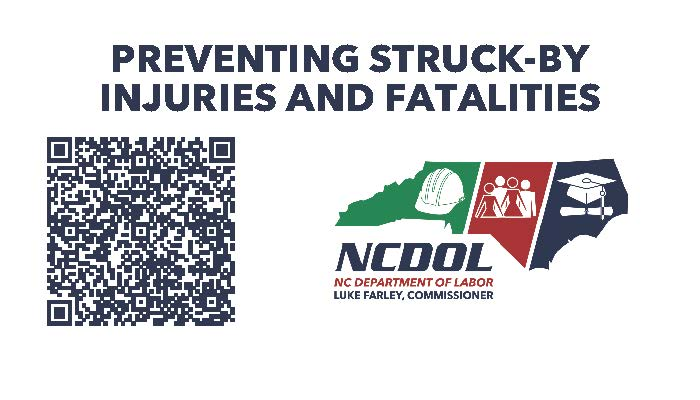 PREVENTING STRUCK-BY
INJURIES AND FATALITIES
NCDOL
NC DEPARTMENT OF LABOR
LUKE FARLEY, COMMISSIONER